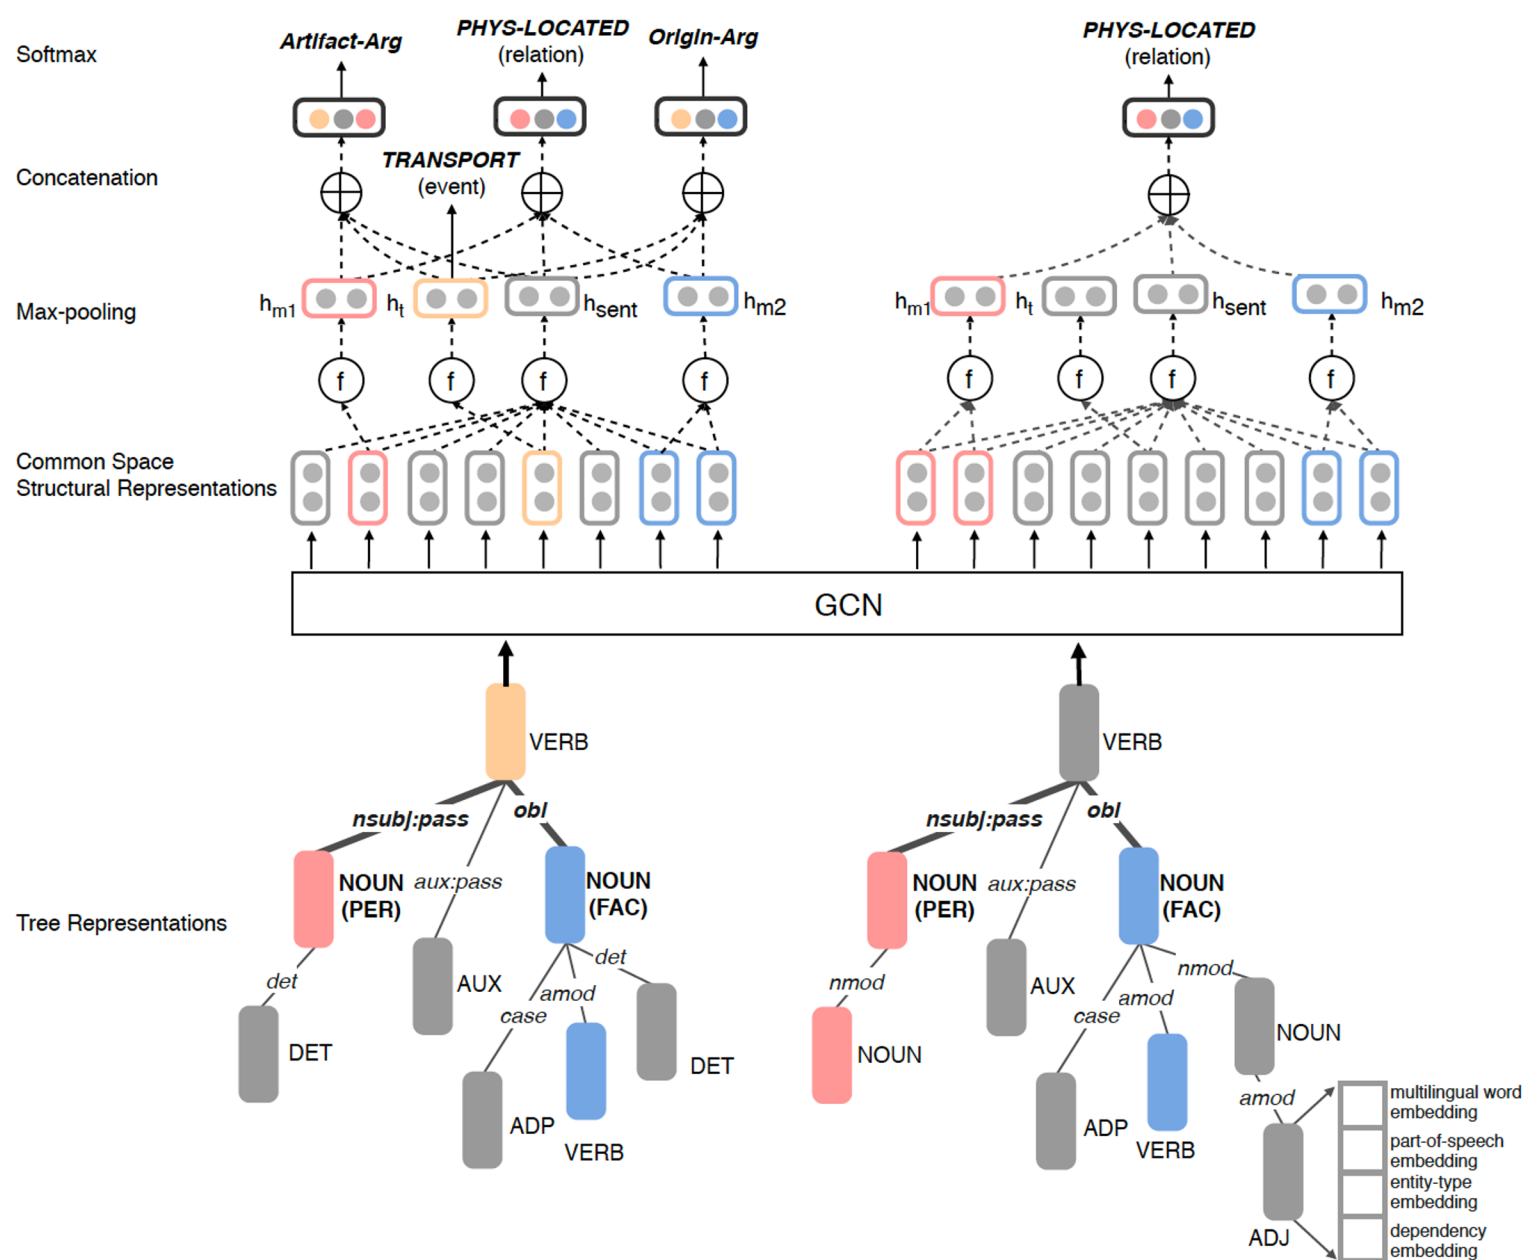 Softmax
Artifact-Arg
PHYS-LOCATED
(relation)
Origin-Arg
PHYS-LOCATED
(relation)
Concatenation
TRANSPORT
(event)
Max-pooling
hm1
ht
hsent
hm2
hm1
ht
hsent
hm2
f
f
f
f
f
f
f
f
Common Space
Structural Representations
GCN
VERB
VERB
nsubj:pass
obl
nsubj:pass
obl
Tree Representations
NOUN
(PER)
aux:pass
NOUN
(FAC)
NOUN
(PER)
aux:pass
NOUN
(FAC)
det
AUX
case
amod
det
nmod
AUX
case
amod
nmod
DET
ADP
VERB
DET
NOUN
ADP
VERB
NOUN
amod
ADJ
multilingual word
embedding
part-of-speech
embedding
entity-type
embedding
dependency
embedding